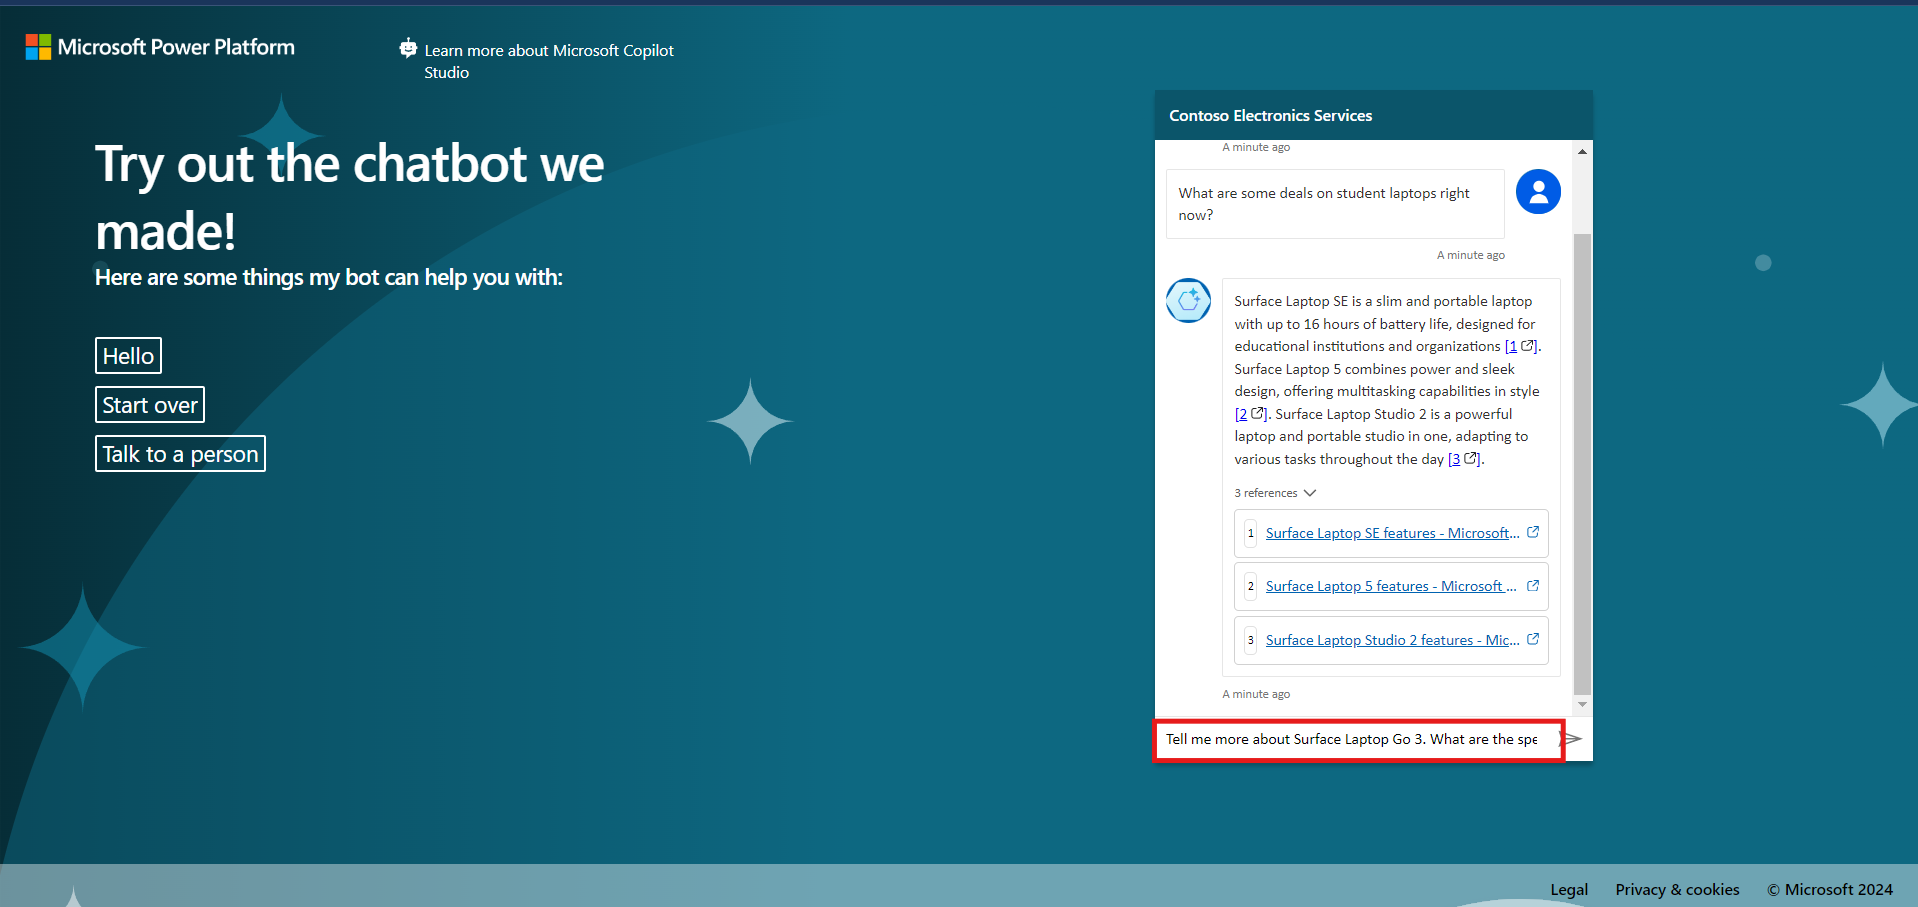 Microsoft Power Platform
Learn more about Microsoft Copilot
Studio
Try out the chatbot we
made!
Here are some things my bot can help you with:
Hello
Start over
Talk to a person
Contoso Electronics Services
A minute ago
What are some deals on student laptops right
now?
A minute ago
Surface Laptop SE is a slim and portable laptop
with up to 16 hours of battery life, designed for
educational institutions and organizations [1].
Surface Laptop 5 combines power and sleek
design, offering multitasking capabilities in style
[2]. Surface Laptop Studio 2 is a powerful
laptop and portable studio in one, adapting to
various tasks throughout the day [3].
3 references
1 Surface Laptop SE features - Microsoft...
2 Surface Laptop 5 features - Microsoft ...
3 Surface Laptop Studio 2 features - Mic...
A minute ago
Tell me more about Surface Laptop Go 3. What are the spe
Legal Privacy & cookies © Microsoft 2024